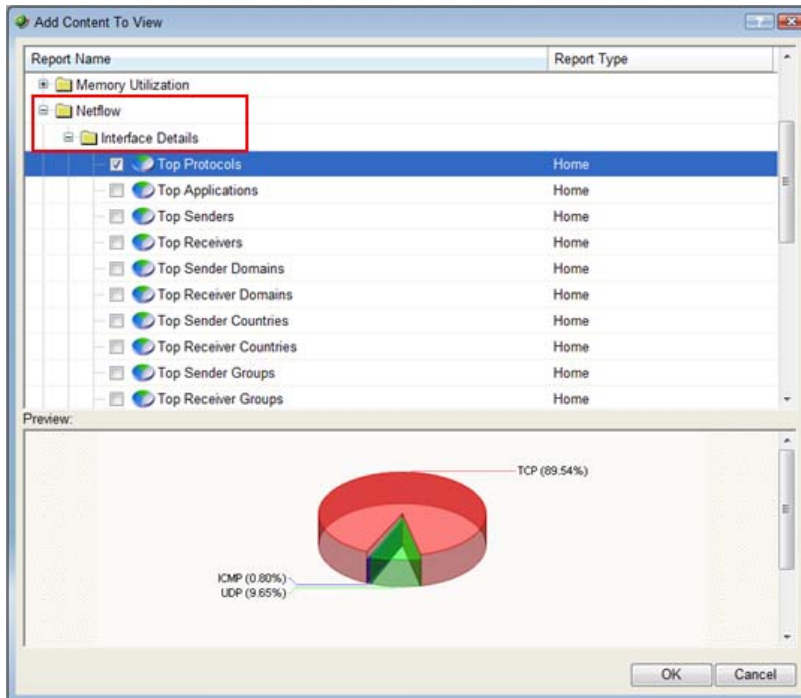 Add Content To View
Report Name Report Type
Memory Utilization
Netflow
Interface Details
Top Protocols Home
Top Applications Home
Top Senders Home
Top Receivers Home
Top Sender Domains Home
Top Receiver Domains Home
Top Sender Countries Home
Top Receiver Countries Home
Top Sender Groups Home
Top Receiver Groups Home
Preview:
TCP (89.54%)
ICMP (0.80%)
UDP (9.65%)
OK Cancel